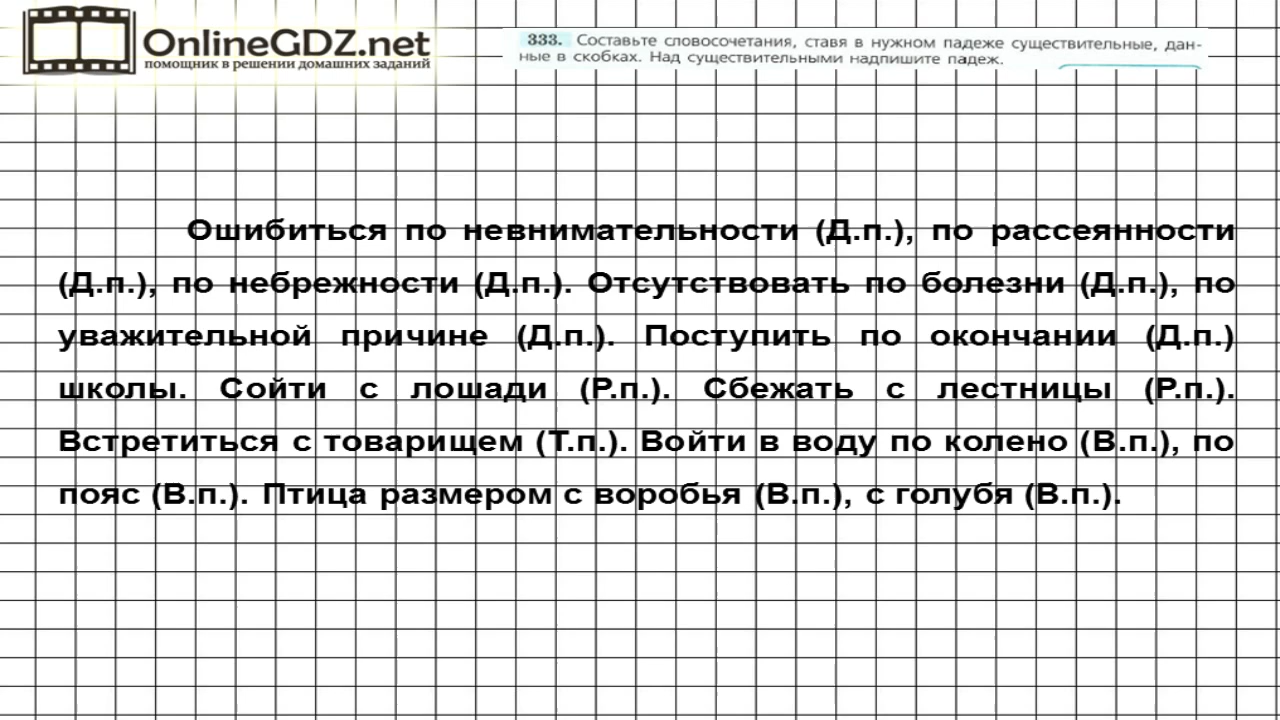 OnlineGDZ.net
помощник в решении домашних заданий
333. Составьте словосочетания, ставя в нужном падеже существительные, дан-
ные в скобках. Над существительными надпишите падеж.
Ошибиться по невнимательности (Д.п.), по рассеянности
(Д.п.), по небрежности (Д.п.). Отсутствовать по болезни (Д.п.), по
уважительной причине (Д.п.). Поступить по окончании (Д.п.)
школы. Сойти с лошади (Р.п.). Сбежать с лестницы (Р.п.).
Встретиться с товарищем (Т.п.). Войти в воду по колено (В.п.), по
пояс (В.п.). Птица размером с воробья (В.п.), с голубя (В.п.).